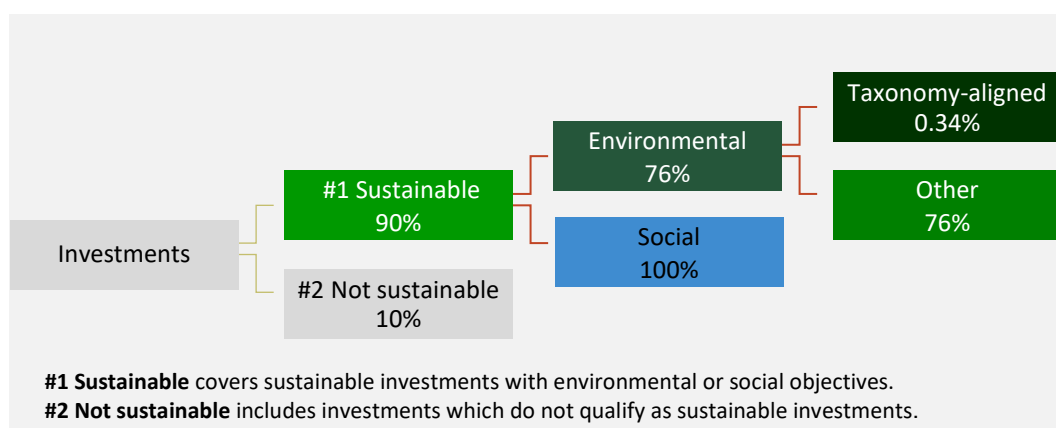 Investments
#1 Sustainable
90%
#2 Not sustainable
10%
Environmental
76%
Social
100%
Taxonomy-aligned
0.34%
Other
76%
#1 Sustainable covers sustainable investments with environmental or social objectives.
#2 Not sustainable includes investments which do not qualify as sustainable investments.